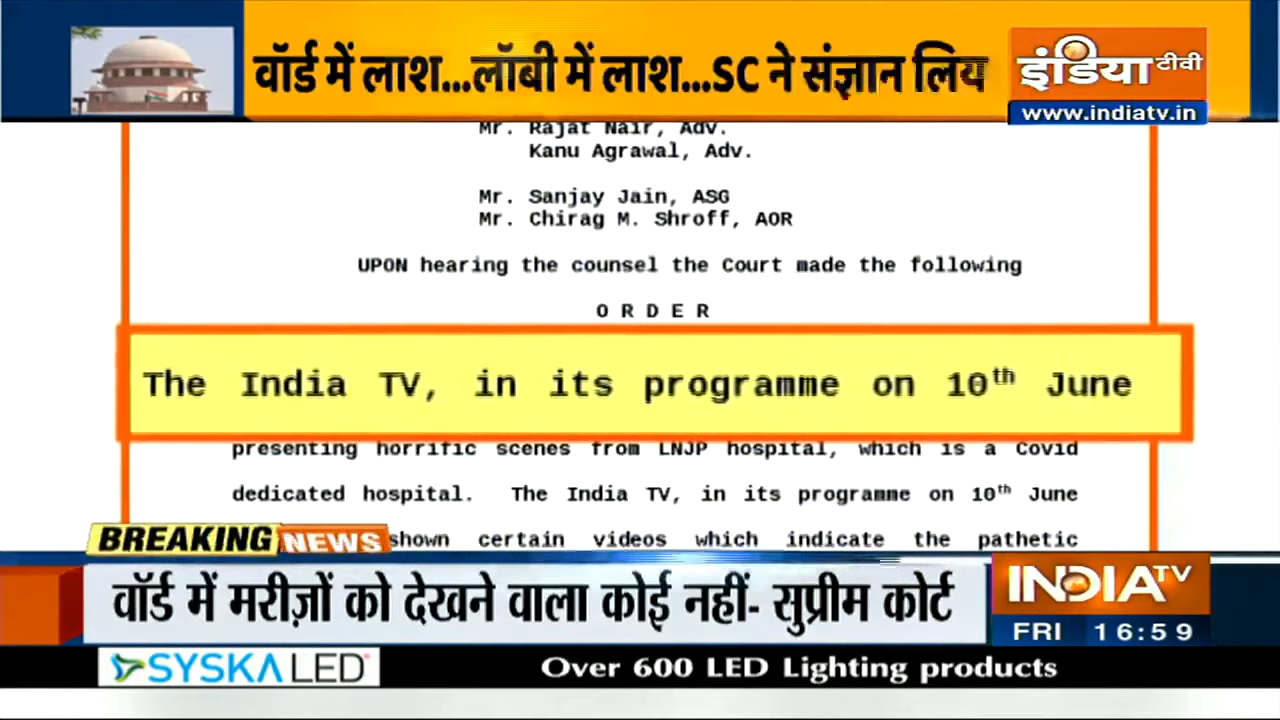 वॉर्ड में लाश...लॉबी में लाश...SC ने संज्ञान लिय
इंडिया टीवी
www.indiatv.in
Mr. Rajat Nair, Adv.
Kanu Agrawal, Adv.
Mr. Sanjay Jain, ASG
Mr. Chirag M. Shroff, AOR
UPON hearing the counsel the Court made the following
O R D E R
The India TV, in its programme on 10th June
presenting horrific scenes from LNJP hospital, which is a Covid
dedicated hospital. The India TV, in its programme on 10th June
shown certain videos which indicate the pathetic
BREAKING NEWS
वॉर्ड में मरीज़ों को देखने वाला कोई नहीं- सुप्रीम कोर्ट
INDIA TV
FRI 16:59
SYSKA LED
Over 600 LED Lighting products